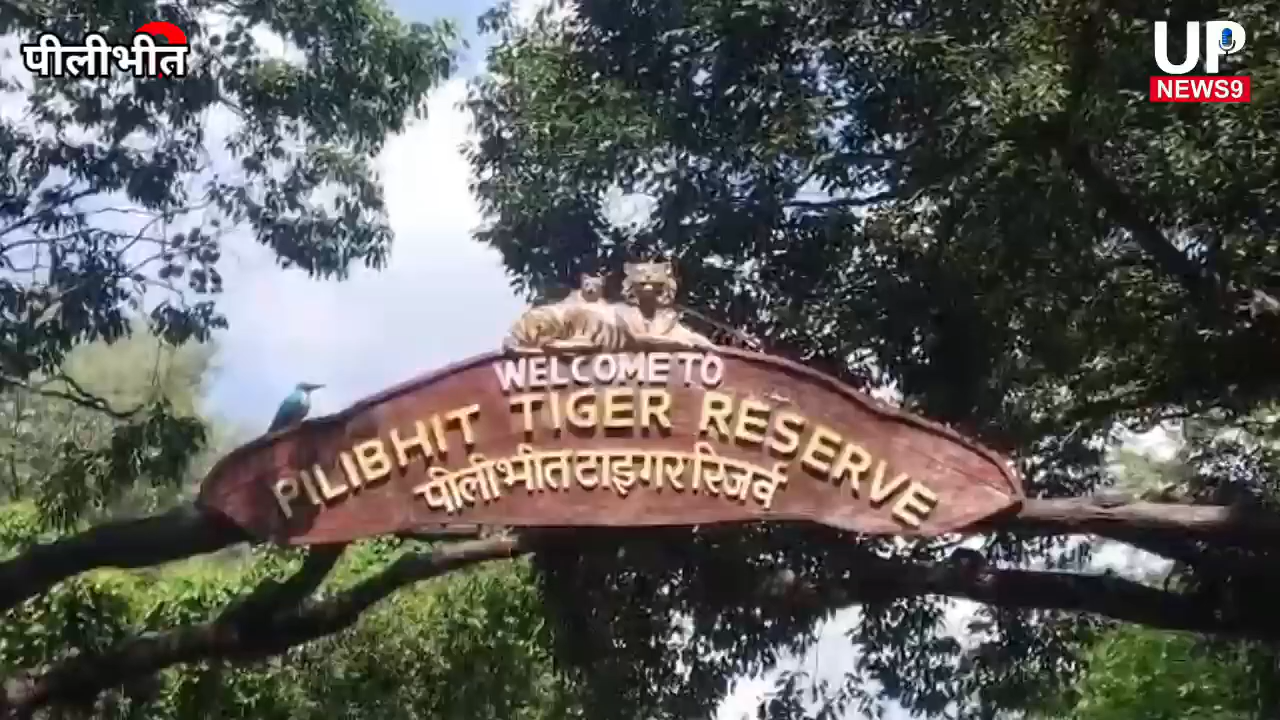 पीलीभीत
UP
NEWS9
WELCOME TO
PILIBHIT TIGER RESERVE
पीलीभीत टाइगर रिजर्व